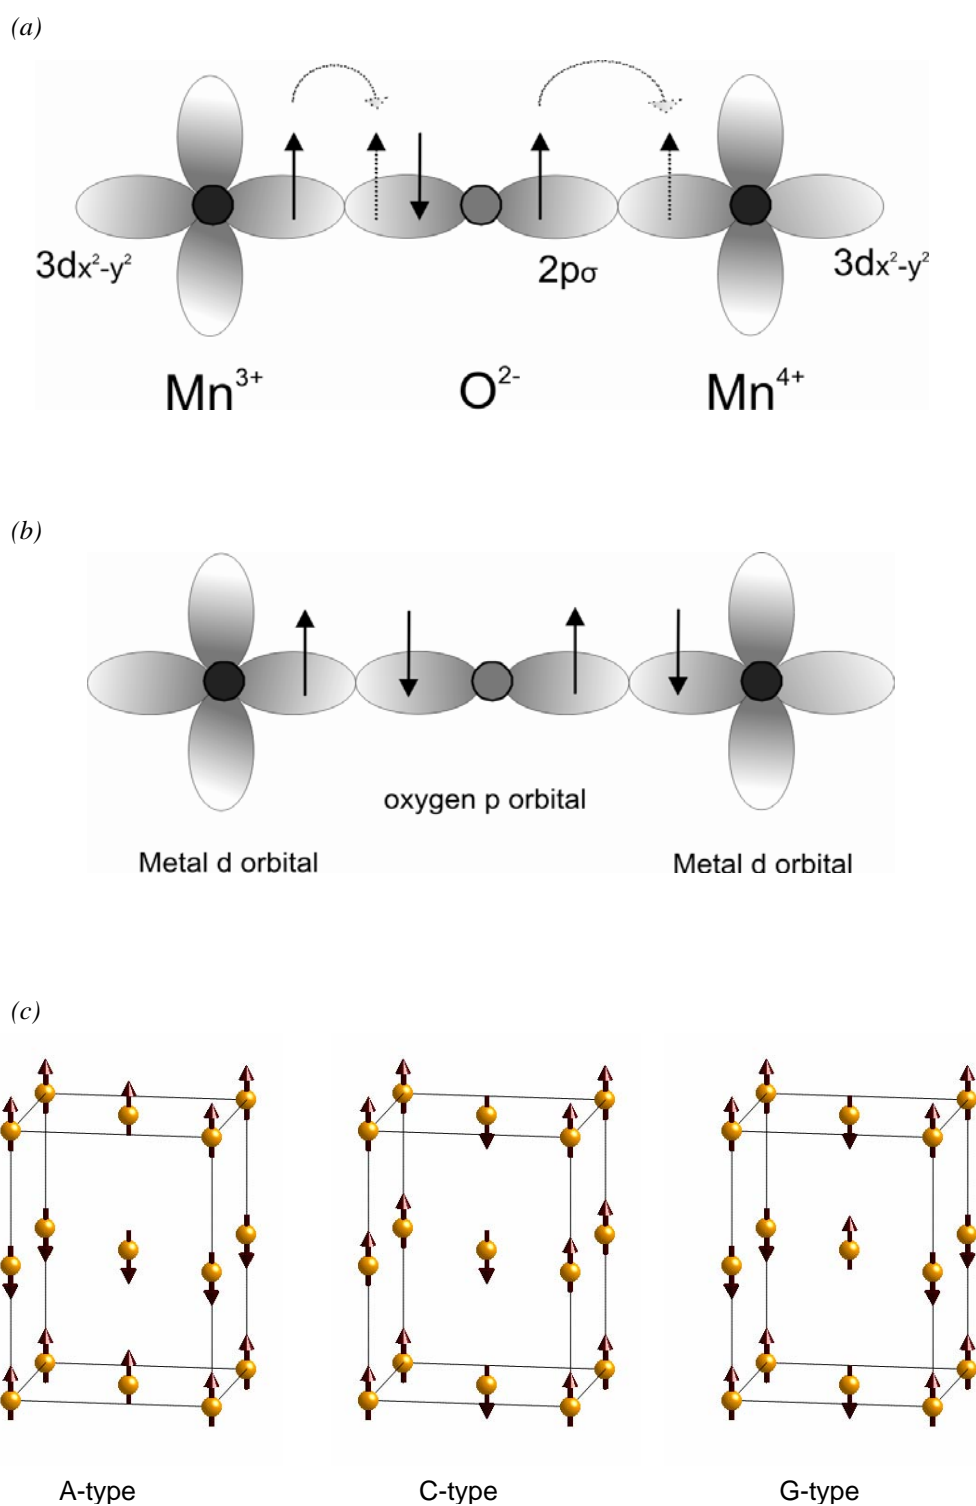 (a)
3dx²-y² 2pσ 3dx²-y²
Mn³⁺ O²⁻ Mn⁴⁺
(b)
oxygen p orbital
Metal d orbital Metal d orbital
(c)
A-type C-type G-type